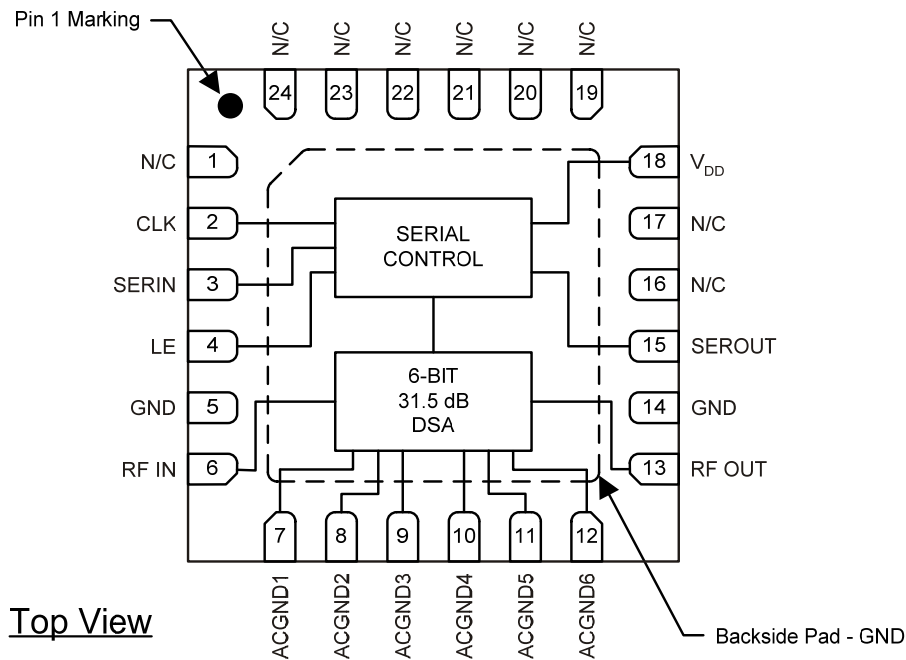 Pin 1 Marking
N/C N/C N/C N/C N/C N/C
24 23 22 21 20 19
N/C 1
18 VDD
CLK 2
17 N/C
SERIAL
CONTROL
SERIN 3
16 N/C
LE 4
15 SEROUT
6-BIT
31.5 dB
DSA
GND 5
14 GND
RF IN 6
13 RF OUT
7 8 9 10 11 12
ACGND1 ACGND2 ACGND3 ACGND4 ACGND5 ACGND6
Top View
Backside Pad - GND